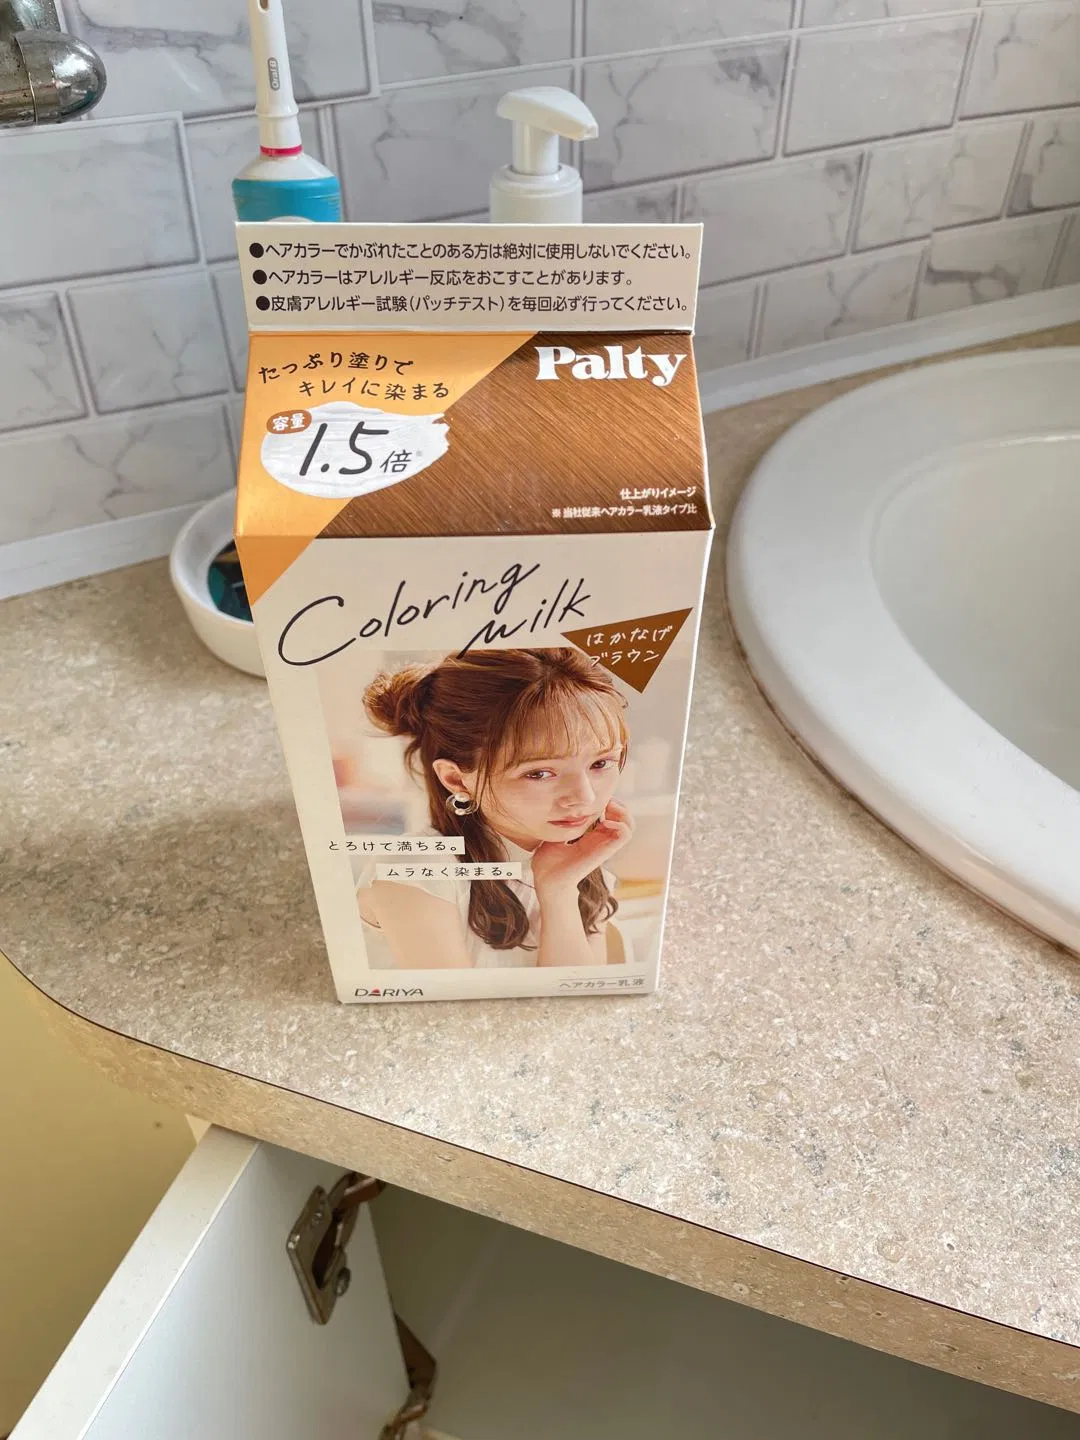 Oral-B
●ヘアカラーでかぶれたことのある方は絶対に使用しないでください。
●ヘアカラーはアレルギー反応をおこすことがあります。
●皮膚アレルギー試験（パッチテスト）を毎回必ず行ってください。
たっぷり塗りで
キレイに染まる
容量
1.5倍※
Palty
仕上がりイメージ
※ 当社従来ヘアカラー乳液タイプ比
Coloring
milk
はかなげ
ブラウン
とろけて満ちる。
ムラなく染まる。
DARIYA
ヘアカラー乳液